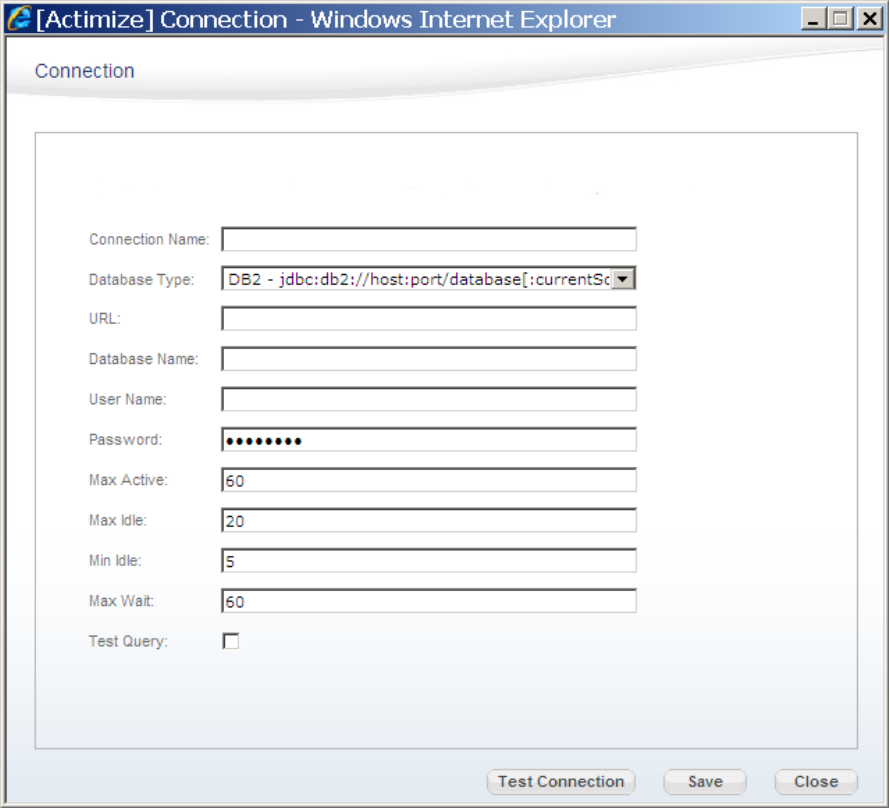 [Actimize] Connection - Windows Internet Explorer
Connection
Connection Name:
Database Type: DB2 - jdbc:db2://host:port/database[:currentSc
URL:
Database Name:
User Name:
Password: ••••••••
Max Active: 60
Max Idle: 20
Min Idle: 5
Max Wait: 60
Test Query:
Test Connection Save Close